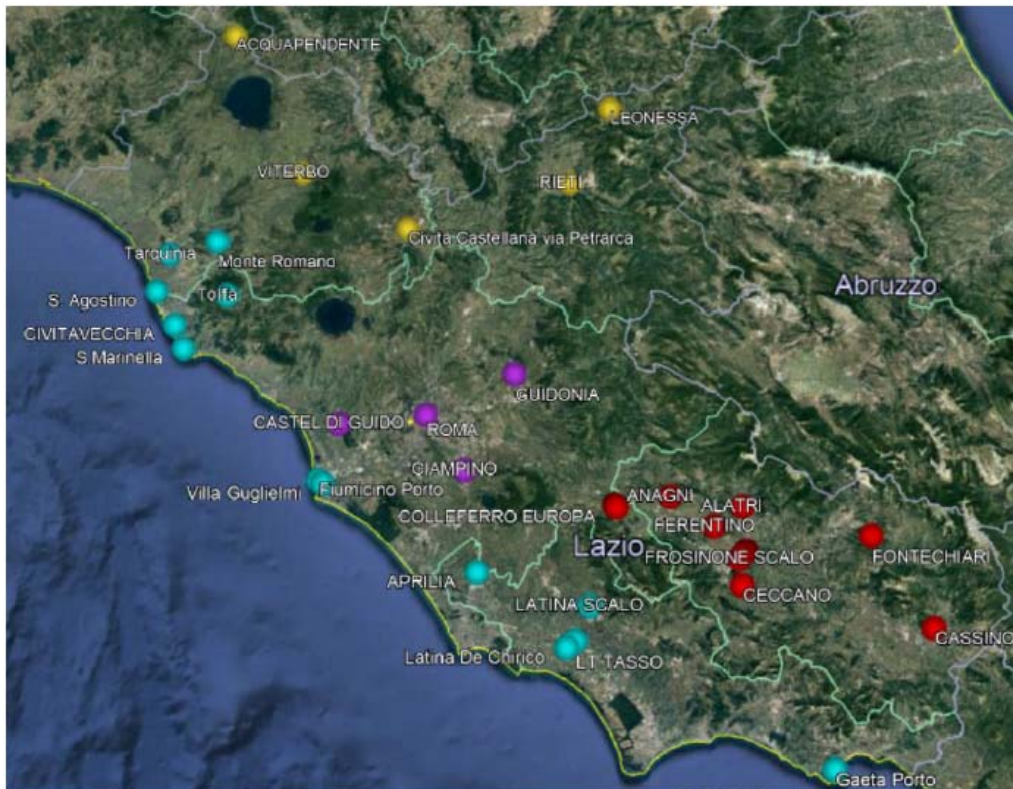 ACQUAPENDENTE
LEONESSA
VITERBO
RIETI
Civita Castellana via Petrarca
Tarquinia
Monte Romano
Abruzzo
S. Agostino
Tolfa
CIVITAVECCHIA
S.Marinella
GUIDONIA
CASTEL DI GUIDO
ROMA
CIAMPINO
Villa Guglielmi
Fiumicino Porto
ANAGNI
ALATRI
COLLEFERRO EUROPA
FERENTINO
Lazio
FROSINONE SCALO
FONTECHIARI
APRILIA
CECCANO
LATINA SCALO
CASSINO
Latina De Chirico
LT TASSO
Gaeta Porto